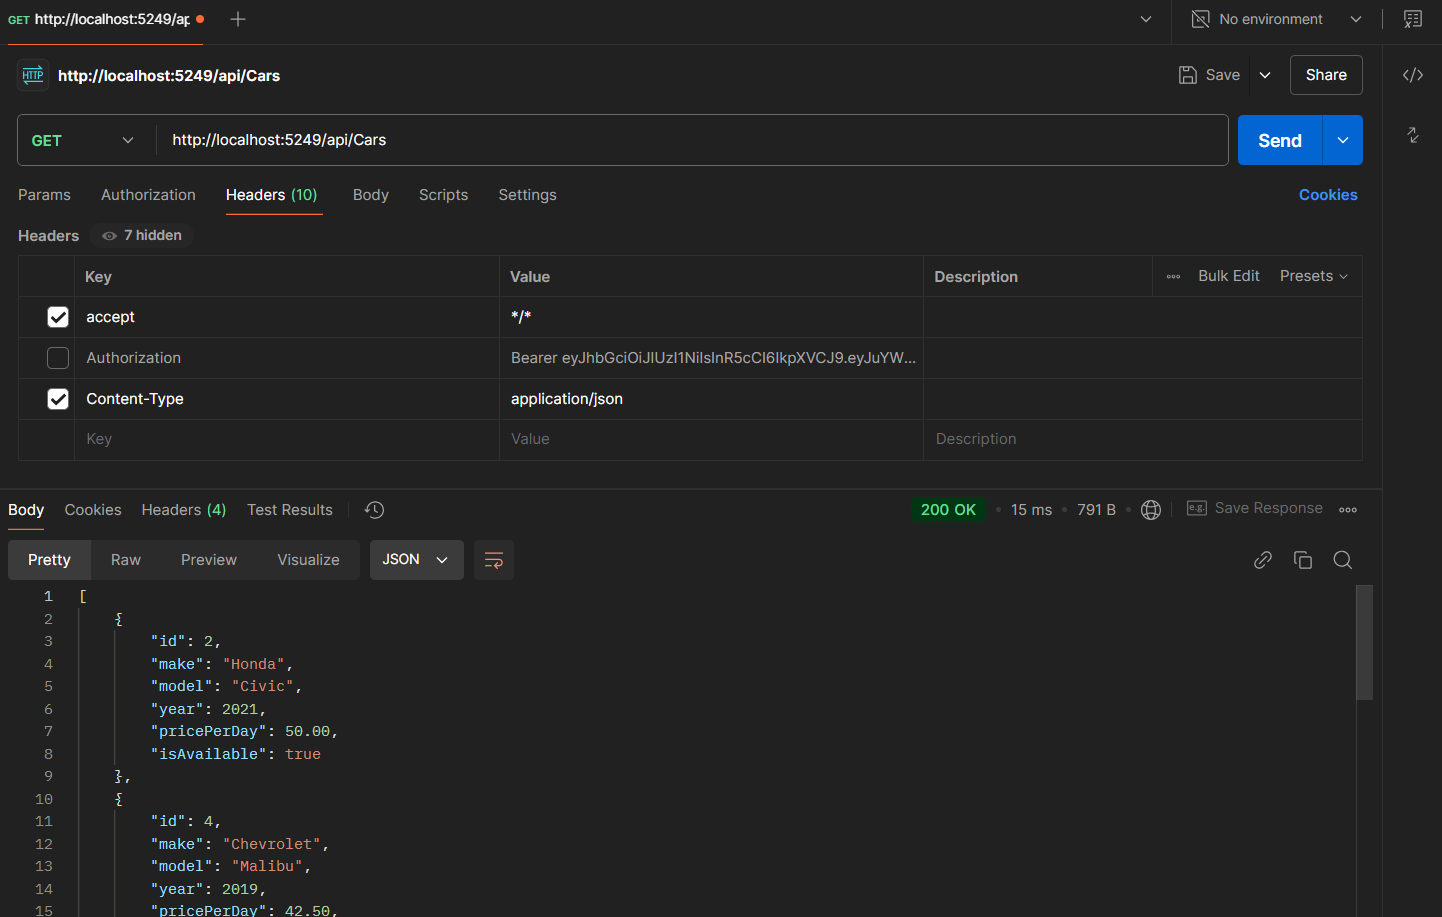 GET http://localhost:5249/ap
No environment
HTTP http://localhost:5249/api/Cars
Save
Share
GET http://localhost:5249/api/Cars
Send
Params Authorization Headers (10) Body Scripts Settings
Cookies
Headers 7 hidden
Key Value Description Bulk Edit Presets
accept */*
Authorization Bearer eyJhbGciOiJIUzI1NiIsInR5cCI6IkpXVCJ9.eyJuYW...
Content-Type application/json
Key Value Description
Body Cookies Headers (4) Test Results
200 OK 15 ms 791 B e.g. Save Response
Pretty Raw Preview Visualize JSON
1 [
2 {
3 "id": 2,
4 "make": "Honda",
5 "model": "Civic",
6 "year": 2021,
7 "pricePerDay": 50.00,
8 "isAvailable": true
9 },
10 {
11 "id": 4,
12 "make": "Chevrolet",
13 "model": "Malibu",
14 "year": 2019,
15 "pricePerDay": 42.50,